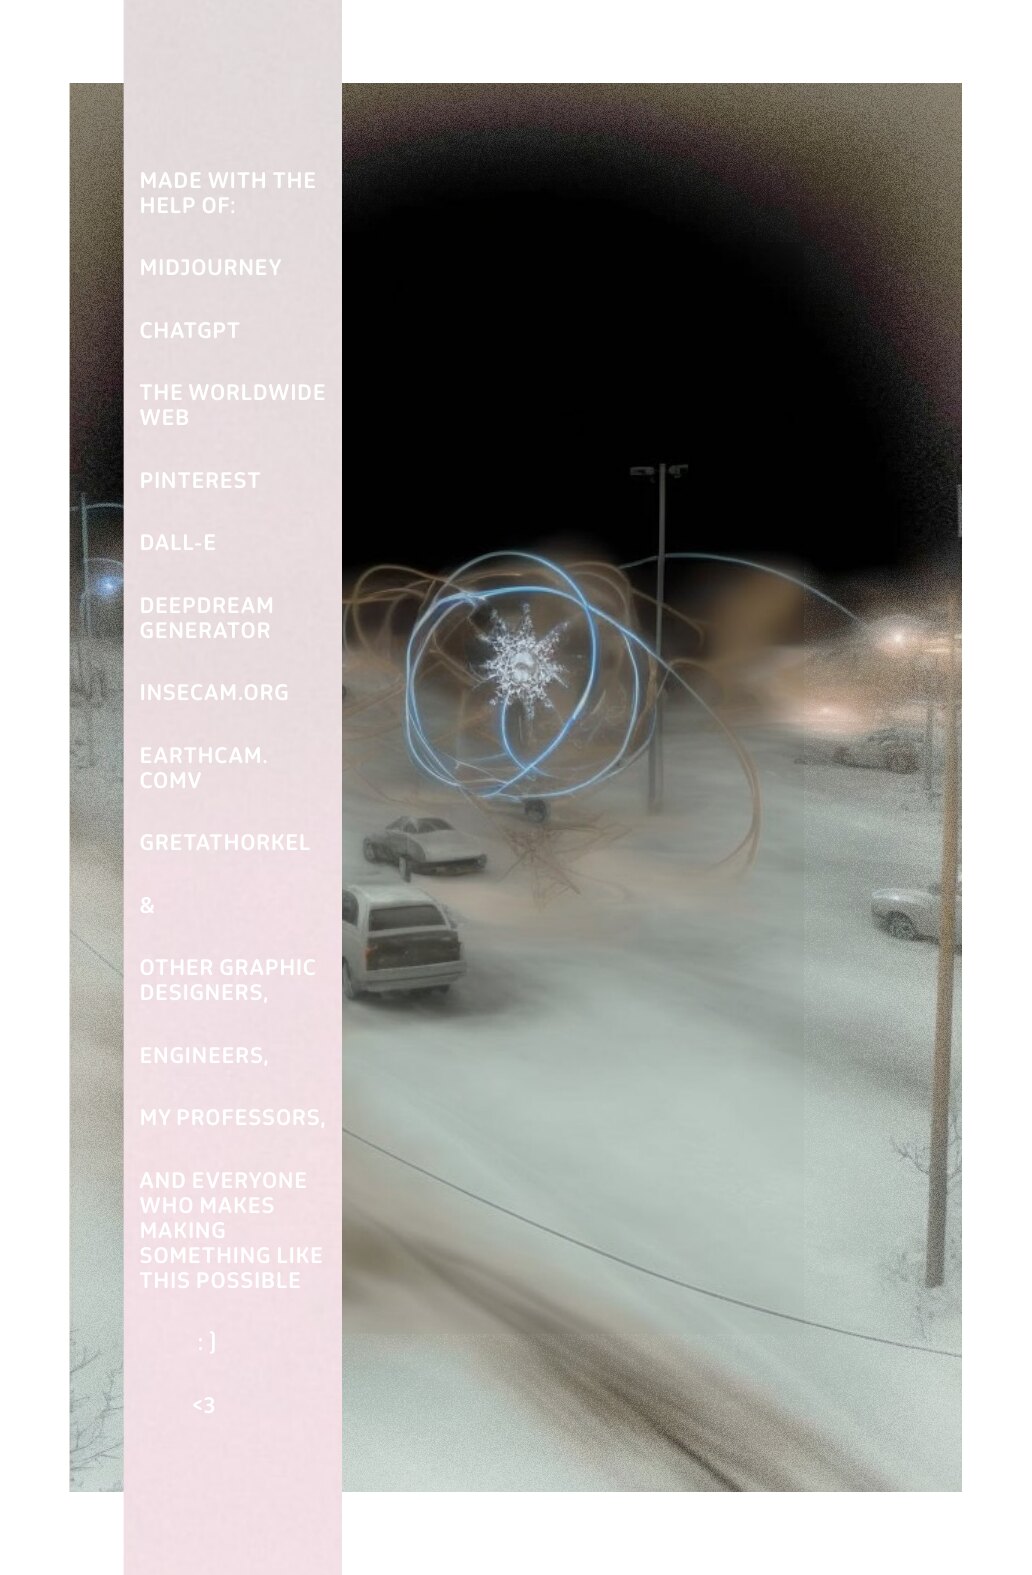 MADE WITH THE
HELP OF:
MIDJOURNEY
CHATGPT
THE WORLDWIDE
WEB
PINTEREST
DALL-E
DEEPDREAM
GENERATOR
INSECAM.ORG
EARTHCAM.
COMV
GRETATHORKEL
&
OTHER GRAPHIC
DESIGNERS,
ENGINEERS,
MY PROFESSORS,
AND EVERYONE
WHO MAKES
MAKING
SOMETHING LIKE
THIS POSSIBLE
: )
<3